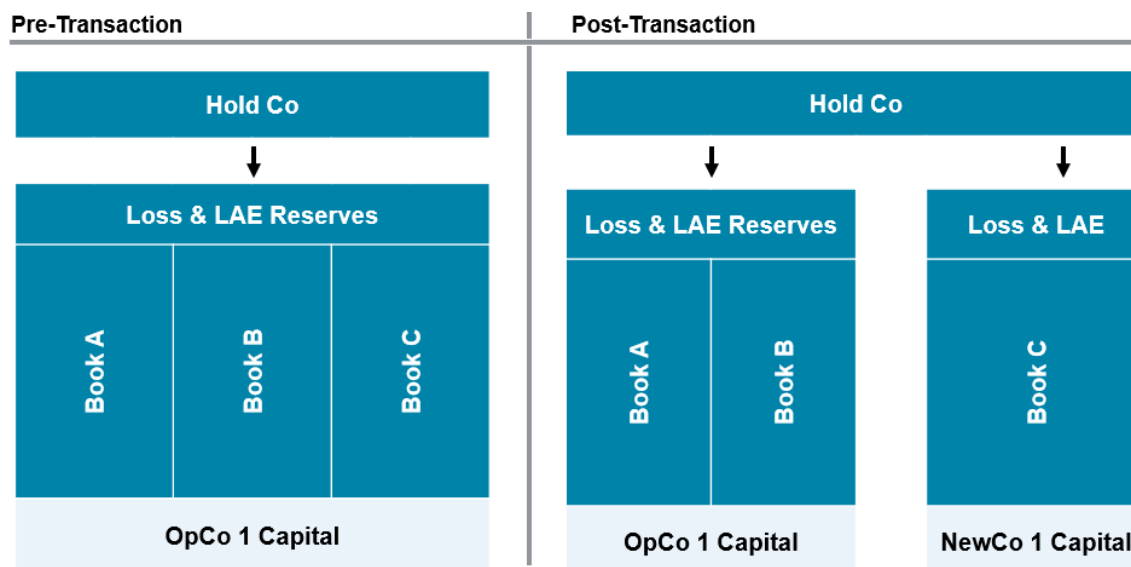 Pre-Transaction
Post-Transaction
Hold Co
Hold Co
Loss & LAE Reserves
Book A
Book B
Book C
OpCo 1 Capital
Loss & LAE Reserves
Book A
Book B
OpCo 1 Capital
Loss & LAE
Book C
NewCo 1 Capital